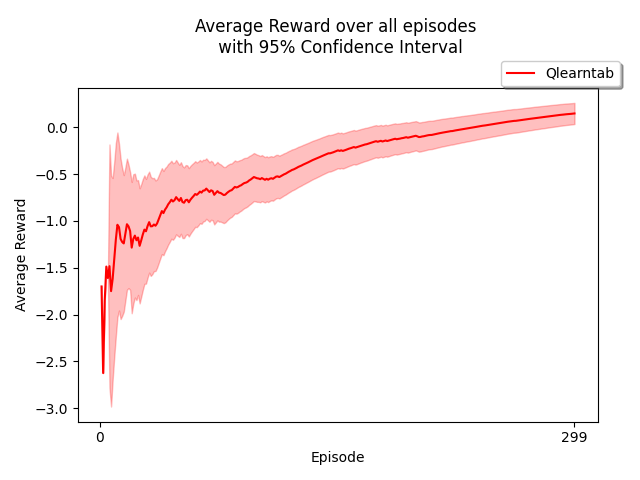 Average Reward over all episodes
with 95% Confidence Interval
Qlearntab
Average Reward
0.0
−0.5
−1.0
−1.5
−2.0
−2.5
−3.0
0
299
Episode